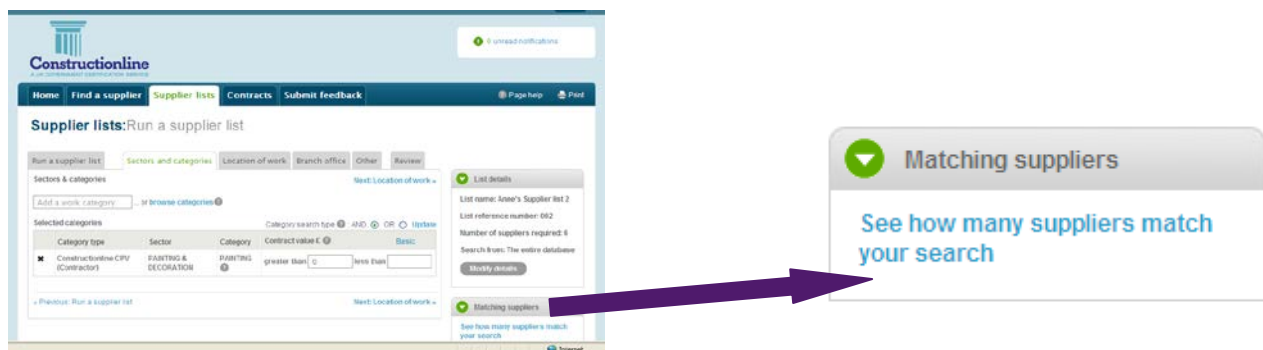 0 unread notifications
Constructionline
A UK GOVERNMENT CERTIFICATION SERVICE
Home Find a supplier Supplier lists Contracts Submit feedback Page help Print
Supplier lists:Run a supplier list
Run a supplier list Sectors and categories Location of work Branch office Other Review
Sectors & categories Next: Location of work »
Add a work category ... or browse categories
Selected categories Category search type AND OR Update
Category type Sector Category Contract value £ Basic
Constructionline CPV (Contractor) PAINTING & DECORATION PAINTING greater than 0 less than
« Previous: Run a supplier list Next: Location of work »
List details
List name: Anee's Supplier list 2
List reference number: 062
Number of suppliers required: 6
Search from: The entire database
Modify details
Matching suppliers
See how many suppliers match
your search
Internet
Matching suppliers
See how many suppliers match
your search